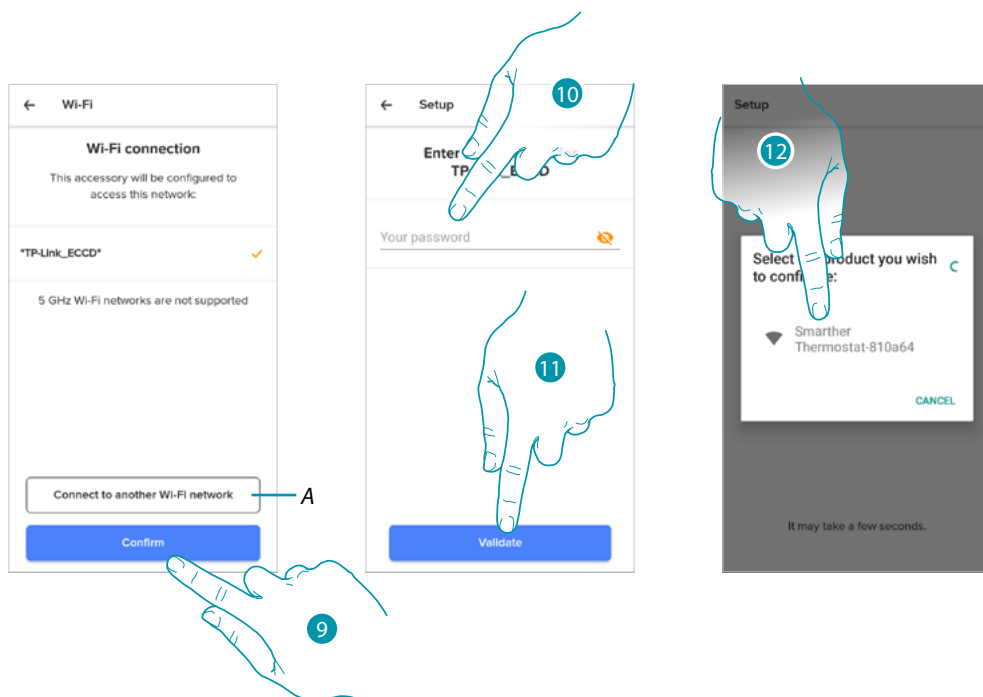 Wi-Fi
Wi-Fi connection
This accessory will be configured to
access this network:
"TP-Link_ECCD"
5 GHz Wi-Fi networks are not supported
Connect to another Wi-Fi network
A
Confirm
9
Setup
10
Enter
TP
Your password
11
Validate
Setup
12
Select product you wish
to
Smarther
Thermostat-810a64
CANCEL
It may take a few seconds.